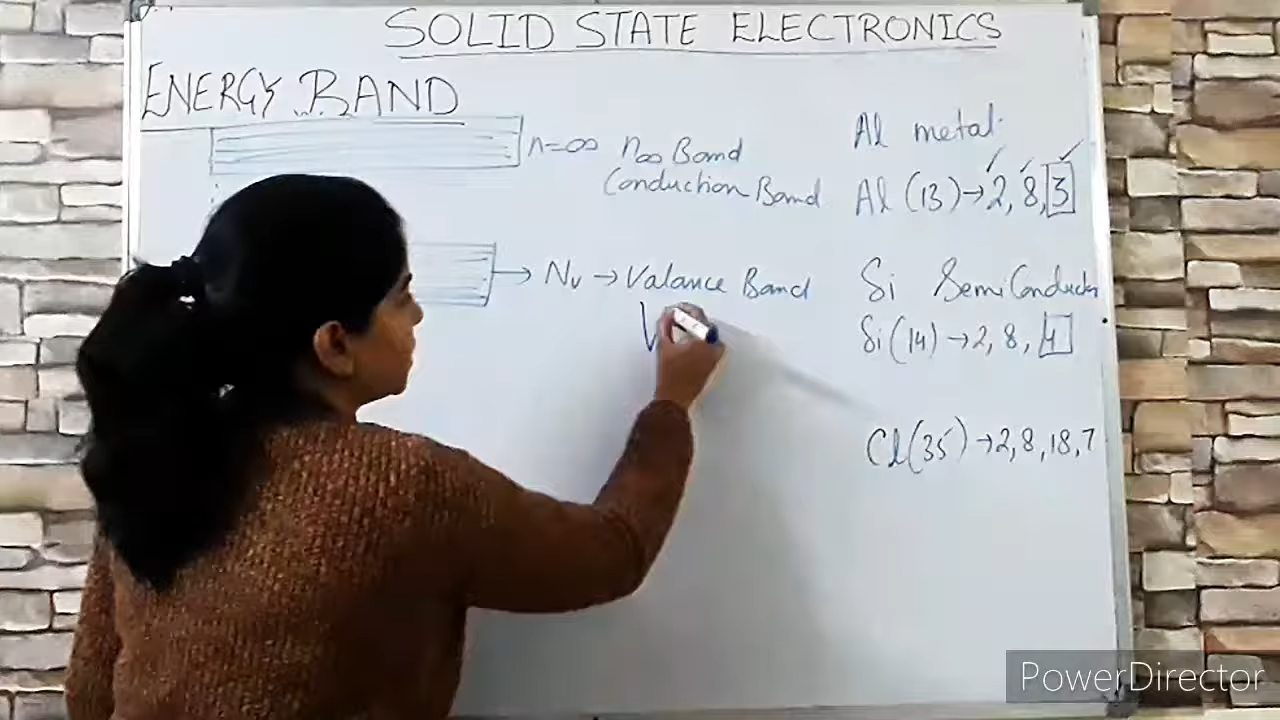 SOLID STATE ELECTRONICS
ENERGY BAND
n=∞ n∞ Band
Conduction Band
Nv → Valance Band
V
Al metal.
Al (13) → 2, 8, 3
Si SemiConductor
Si (14) → 2, 8, 4
Cl (35) → 2, 8, 18, 7
PowerDirector